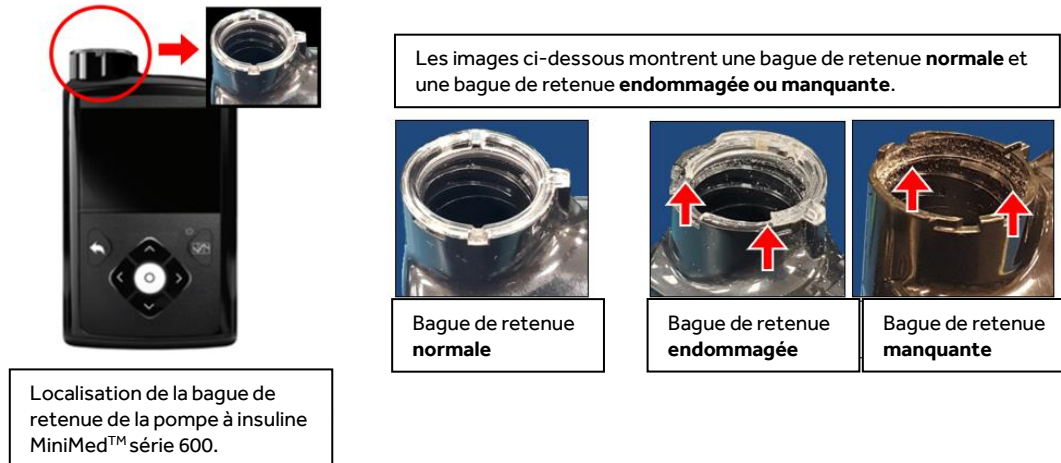 Les images ci-dessous montrent une bague de retenue normale et
une bague de retenue endommagée ou manquante.
Bague de retenue
normale
Bague de retenue
endommagée
Bague de retenue
manquante
Localisation de la bague de
retenue de la pompe à insuline
MiniMed™ série 600.